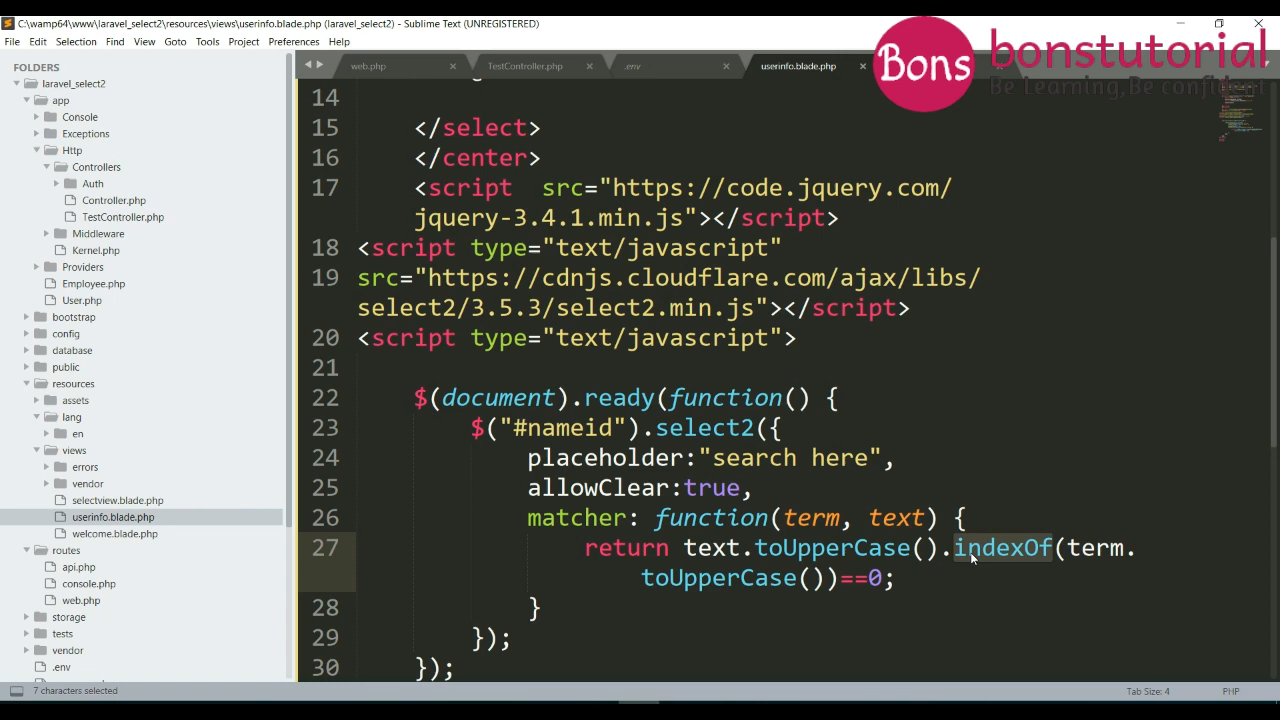 C:\wamp64\www\laravel_select2\resources\views\userinfo.blade.php (laravel_select2) - Sublime Text (UNREGISTERED)
File Edit Selection Find View Goto Tools Project Preferences Help
Bons
bonstutorial
Be Learning,Be confident
FOLDERS
laravel_select2
app
Console
Exceptions
Http
Controllers
Auth
Controller.php
TestController.php
Middleware
Kernel.php
Providers
Employee.php
User.php
bootstrap
config
database
public
resources
assets
lang
en
views
errors
vendor
selectview.blade.php
userinfo.blade.php
welcome.blade.php
routes
api.php
console.php
web.php
storage
tests
vendor
.env
web.php TestController.php .env userinfo.blade.php
14
15 </select>
16 </center>
17 <script  src="https://code.jquery.com/
jquery-3.4.1.min.js"></script>
18 <script type="text/javascript"
19 src="https://cdnjs.cloudflare.com/ajax/libs/
select2/3.5.3/select2.min.js"></script>
20 <script type="text/javascript">
21
22 $(document).ready(function() {
23 $("#nameid").select2({
24 placeholder:"search here",
25 allowClear:true,
26 matcher: function(term, text) {
27 return text.toUpperCase().indexOf(term.
toUpperCase())==0;
28 }
29 });
30 });
7 characters selected
Tab Size: 4
PHP